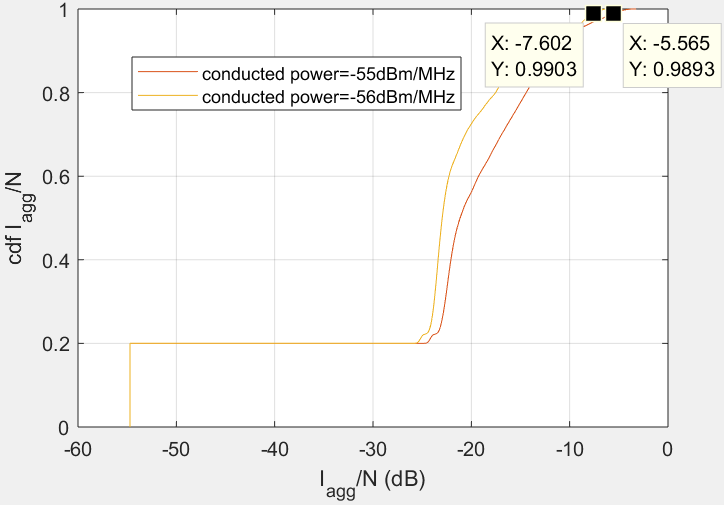 1
X: -7.602
Y: 0.9903
X: -5.565
Y: 0.9893
conducted power=-55dBm/MHz
conducted power=-56dBm/MHz
0.8
0.6
0.4
0.2
0
cdf I_agg/N
-60 -50 -40 -30 -20 -10 0
I_agg/N (dB)